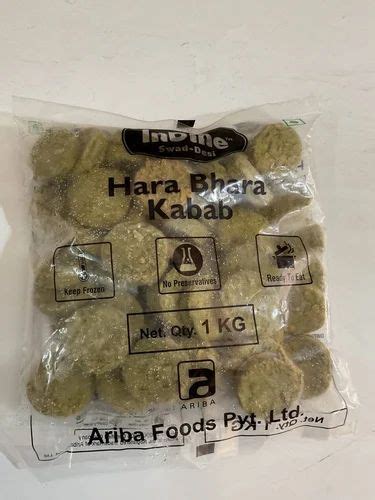 InDine™
Swad-Desi
Hara Bhara
Kabab
Keep Frozen
No Preservatives
Ready To Eat
Net. Qty. 1 KG
a
ARIBA
Ariba Foods Pvt. Ltd.